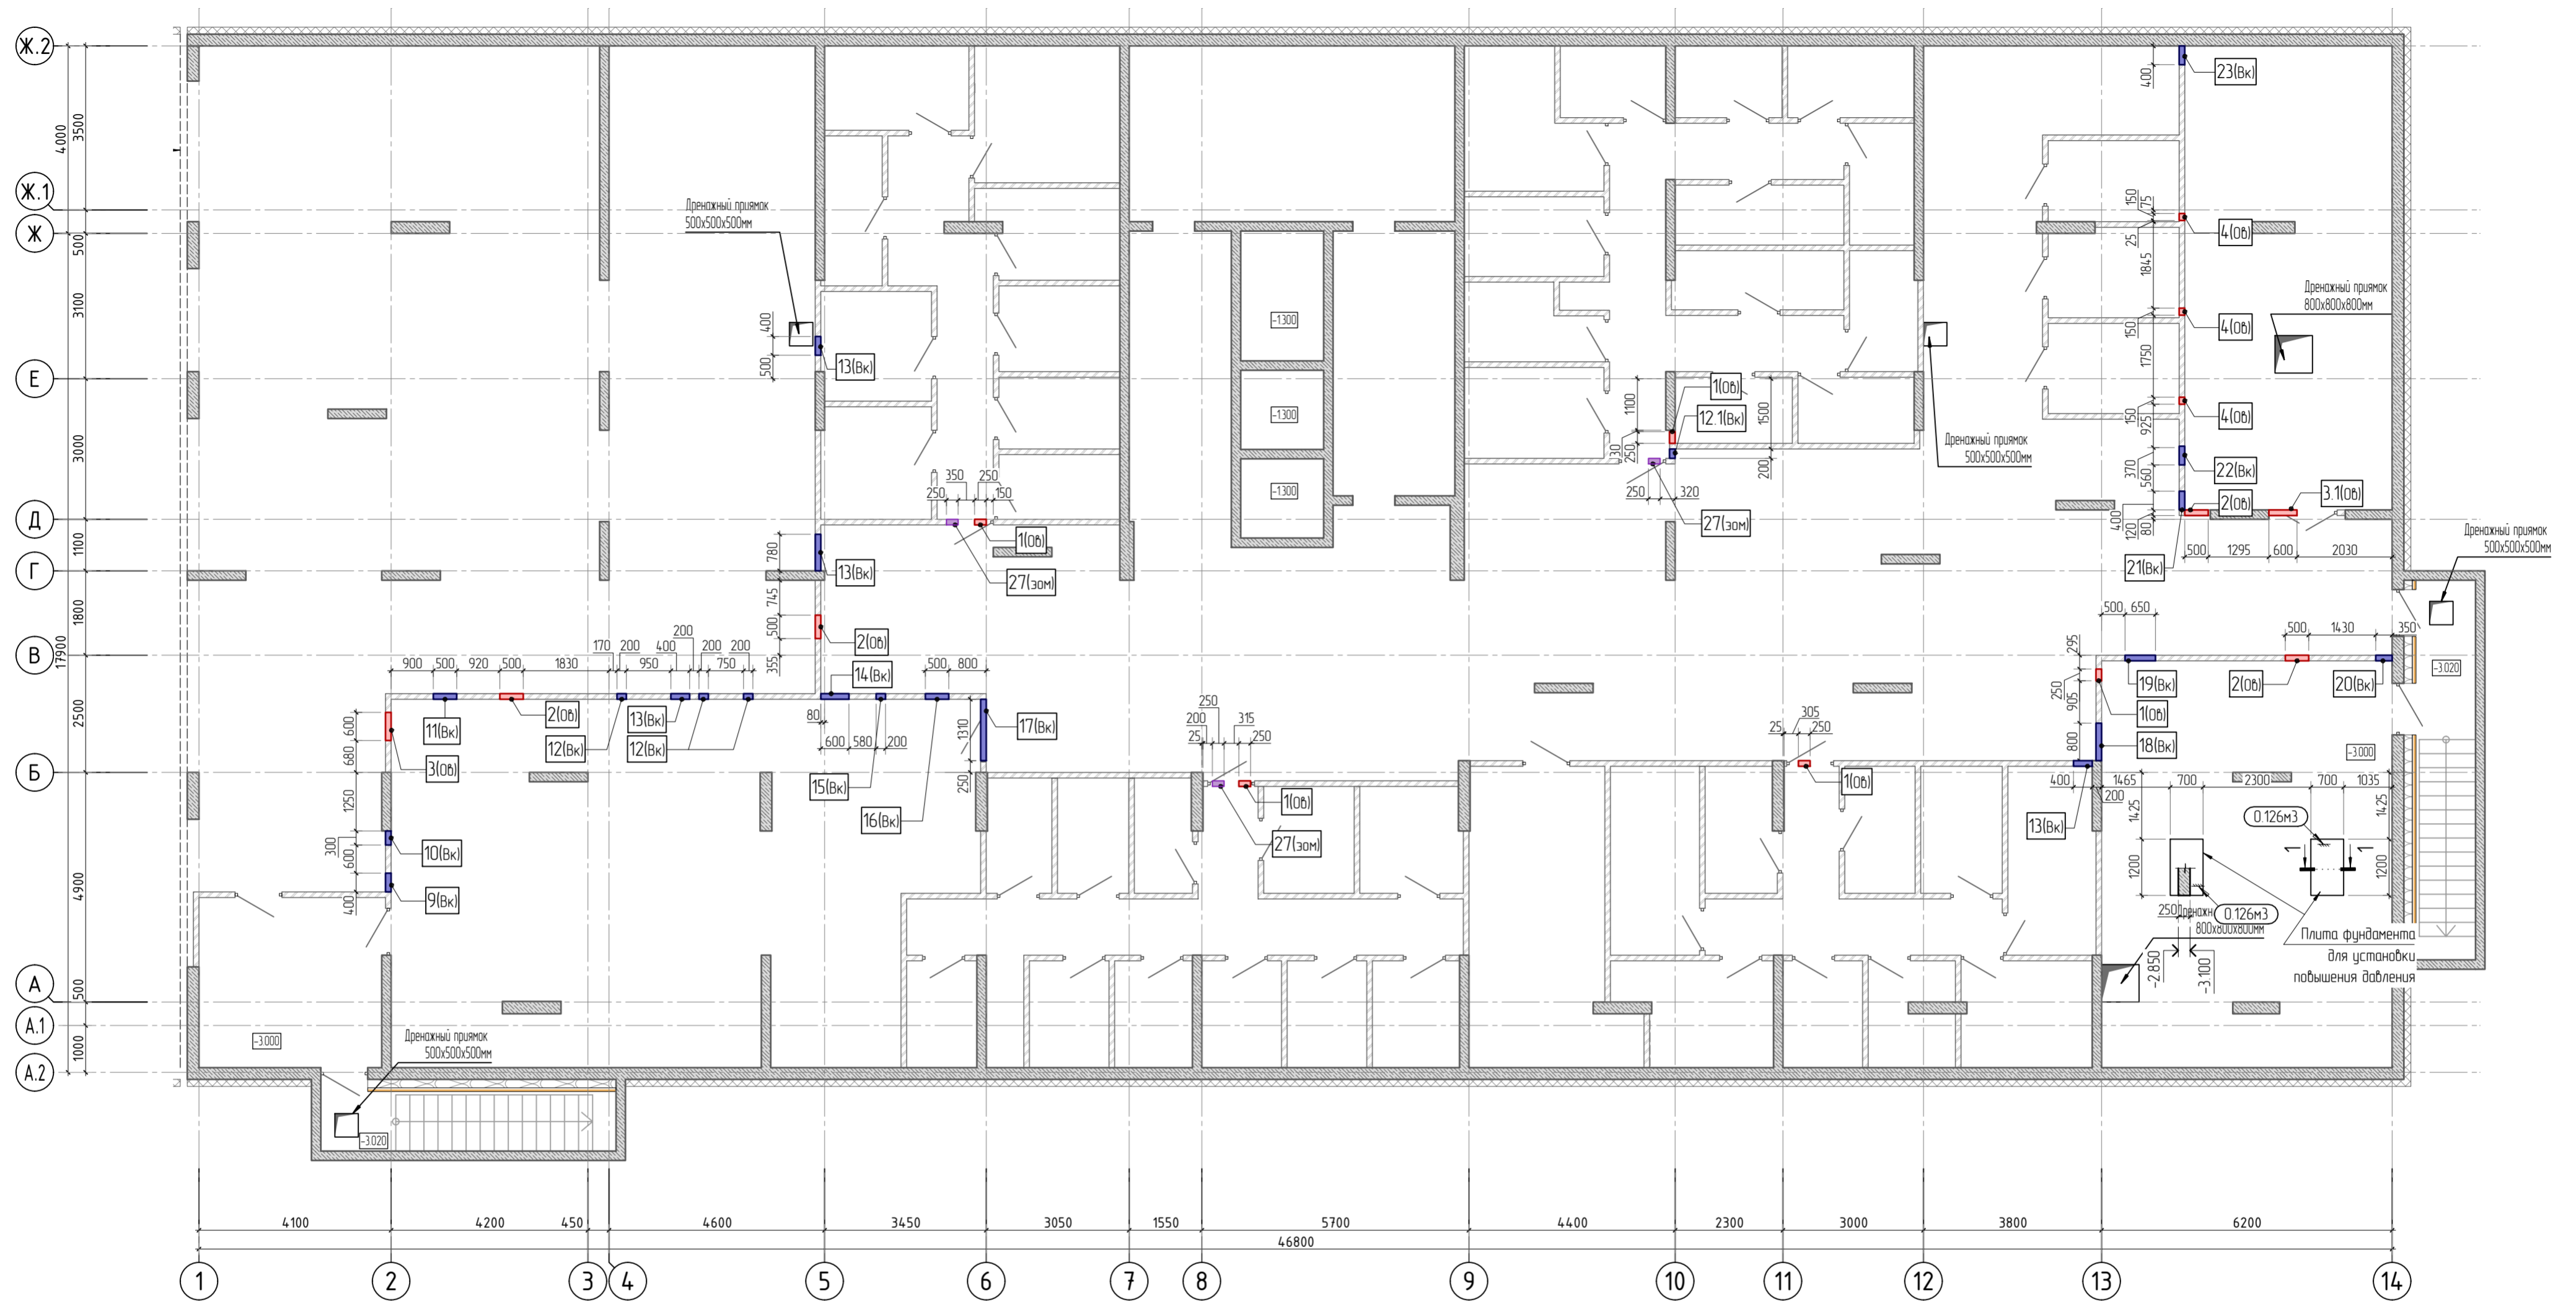 Ж.2
Ж.1
Ж
Е
Д
Г
В
Б
А
А.1
А.2
4000
3500
500
3100
3000
1100
1800
17900
2500
4900
500
1000
Дренажный приямок
500х500х500мм
400
500
13(Вк)
780
13(Вк)
745
500
355
2(Ов)
350
250
250
150
1(Ов)
27(зом)
-1300
-1300
-1300
1100
30
250
1(Ов)
12.1(Вк)
1500
200
250
320
27(зом)
Дренажный приямок
500х500х500мм
400
23(Вк)
150
75
25
4(Ов)
1845
150
4(Ов)
1750
150
4(Ов)
925
370
22(Вк)
560
400
120
80
2(Ов)
3.1(Ов)
21(Вк)
500
1295
600
2030
Дренажный приямок
800х800х800мм
Дренажный приямок
500х500х500мм
900
500
920
500
1830
170
200
950
400
200
200
750
200
11(Вк)
2(Ов)
12(Вк)
13(Вк)
12(Вк)
14(Вк)
80
600
580
200
15(Вк)
16(Вк)
500
800
17(Вк)
1310
250
600
680
3(Ов)
1250
300
600
400
10(Вк)
9(Вк)
250
200
25
315
250
1(Ов)
27(зом)
305
25
250
1(Ов)
500
650
295
250
905
800
19(Вк)
1(Ов)
18(Вк)
13(Вк)
500
1430
350
2(Ов)
20(Вк)
-3.020
-3.000
400
1465
700
2300
700
1035
200
1425
1200
0.126м3
1
1
1425
1200
250
Дренажн
0.126м3
800х800х800мм
-2.850
-3.100
Плита фундамента
для установки
повышения давления
-3.000
Дренажный приямок
500х500х500мм
-3.020
4100
4200
450
4600
3450
3050
1550
5700
4400
2300
3000
3800
6200
46800
1
2
3
4
5
6
7
8
9
10
11
12
13
14